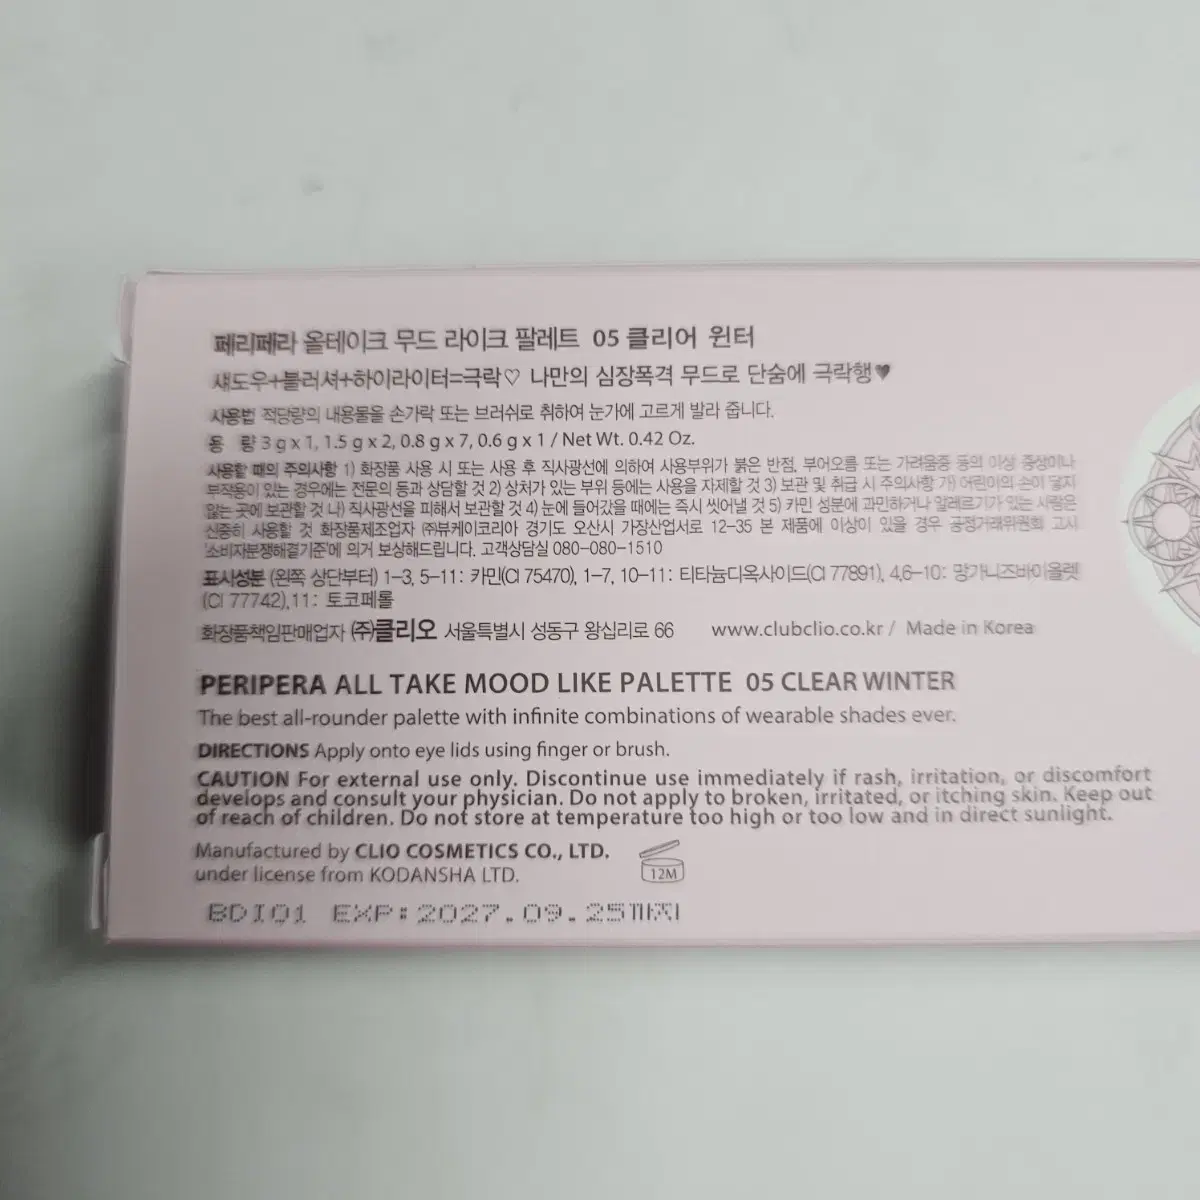 페리페라 올테이크 무드 라이크 팔레트 05 클리어 윈터
섀도우+블러셔+하이라이터=극락♡ 나만의 심장폭격 무드로 단숨에 극락행♥
사용법 적당량의 내용물을 손가락 또는 브러쉬로 취하여 눈가에 고르게 발라 줍니다.
용 량 3 g x 1, 1.5 g x 2, 0.8 g x 7, 0.6 g x 1 / Net Wt. 0.42 Oz.
사용할 때의 주의사항 1) 화장품 사용 시 또는 사용 후 직사광선에 의하여 사용부위가 붉은 반점, 부어오름 또는 가려움증 등의 이상 증상이나
부작용이 있는 경우에는 전문의 등과 상담할 것 2) 상처가 있는 부위 등에는 사용을 자제할 것 3) 보관 및 취급 시 주의사항 가) 어린이의 손이 닿지
않는 곳에 보관할 것 나) 직사광선을 피해서 보관할 것 4) 눈에 들어갔을 때에는 즉시 씻어낼 것 5) 카민 성분에 과민하거나 알레르기가 있는 사람은
신중히 사용할 것 화장품제조업자 ㈜뷰케이코리아 경기도 오산시 가장산업서로 12-35 본 제품에 이상이 있을 경우 공정거래위원회 고시
'소비자분쟁해결기준'에 의거 보상해드립니다. 고객상담실 080-080-1510
표시성분 (왼쪽 상단부터) 1-3, 5-11: 카민(CI 75470), 1-7, 10-11: 티타늄디옥사이드(CI 77891), 4,6-10: 망가니즈바이올렛
(CI 77742),11: 토코페롤
화장품책임판매업자 ㈜클리오 서울특별시 성동구 왕십리로 66 www.clubclio.co.kr / Made in Korea
PERIPERA ALL TAKE MOOD LIKE PALETTE 05 CLEAR WINTER
The best all-rounder palette with infinite combinations of wearable shades ever.
DIRECTIONS Apply onto eye lids using finger or brush.
CAUTION For external use only. Discontinue use immediately if rash, irritation, or discomfort
develops and consult your physician. Do not apply to broken, irritated, or itching skin. Keep out
of reach of children. Do not store at temperature too high or too low and in direct sunlight.
Manufactured by CLIO COSMETICS CO., LTD.
under license from KODANSHA LTD.
12M
BDI01 EXP:2027.09.25까지